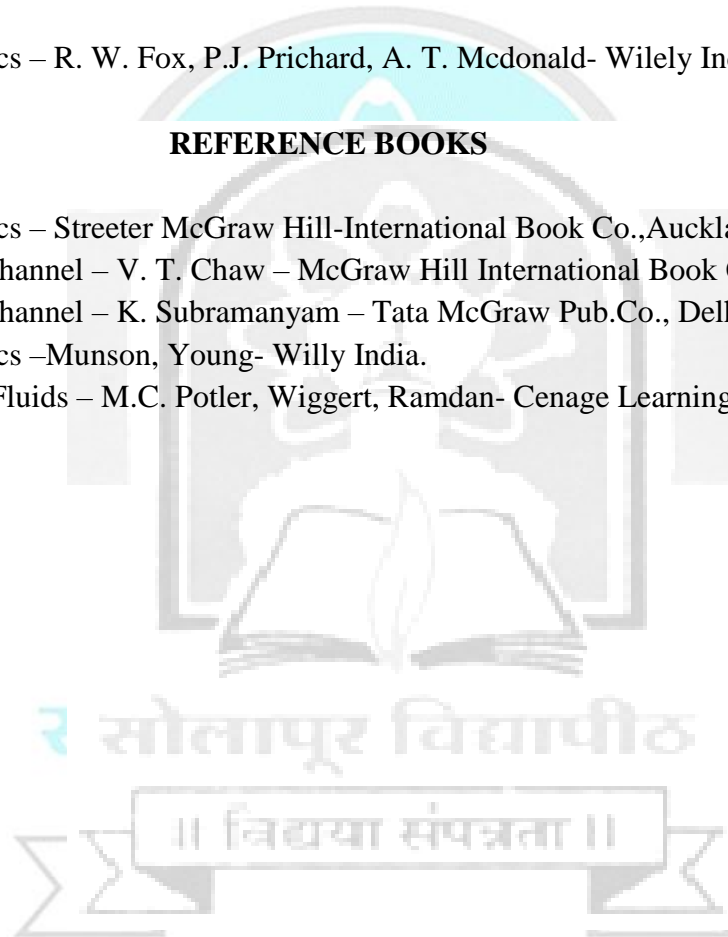 cs – R. W. Fox, P.J. Prichard, A. T. Mcdonald- Wilely In
REFERENCE BOOKS
cs – Streeter McGraw Hill-International Book Co.,Auckla
hannel – V. T. Chaw – McGraw Hill International Book
hannel – K. Subramanyam – Tata McGraw Pub.Co., Dell
cs –Munson, Young- Willy India.
Fluids – M.C. Potler, Wiggert, Ramdan- Cenage Learning
सोलापूर विद्यापीठ
॥ विद्यया संपन्नता ॥